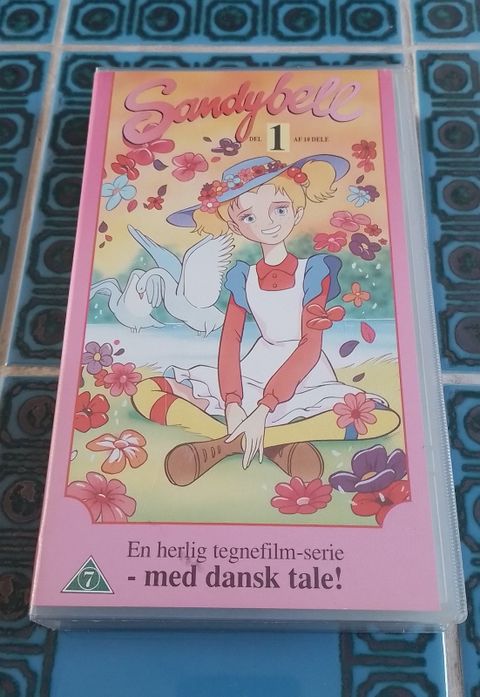 Sandybell
DEL 1 AF 10 DELE
En herlig tegnefilm-serie
- med dansk tale!
7